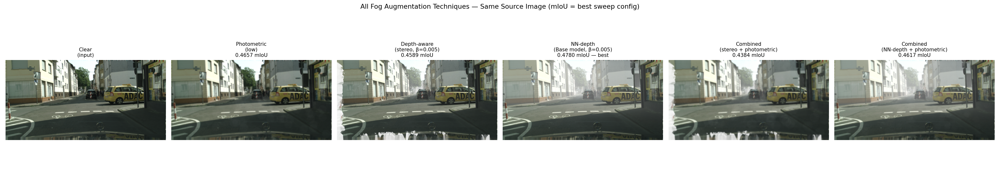 All Fog Augmentation Techniques — Same Source Image (mIoU = best sweep config)
Clear
(input)
Photometric
(low)
0.4657 mIoU
Depth-aware
(stereo, β=0.005)
0.4589 mIoU
NN-depth
(Base model, β=0.005)
0.4780 mIoU — best
Combined
(stereo + photometric)
0.4384 mIoU
Combined
(NN-depth + photometric)
0.4617 mIoU
ADAC
ADAC
ADAC
ADAC
ADAC
ADAC